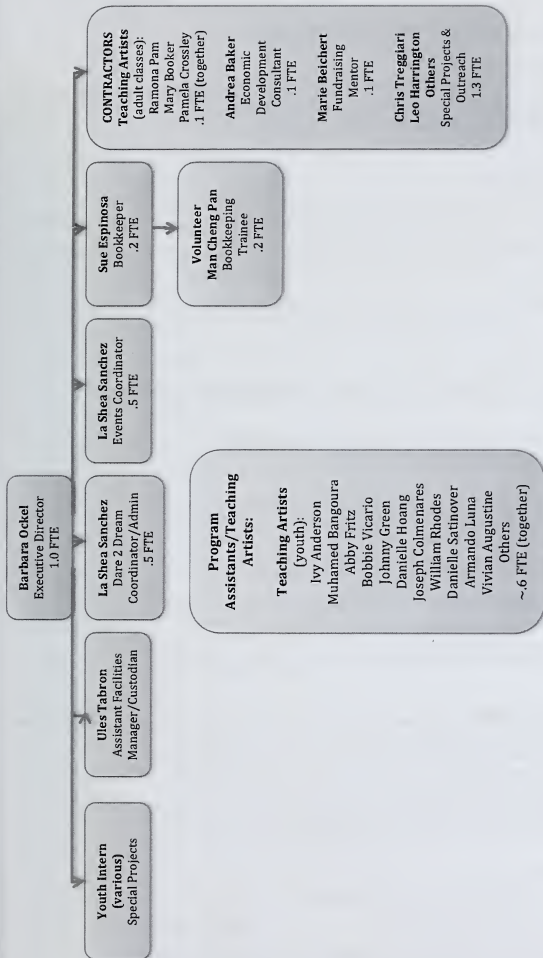 Barbara Ockel
Executive Director
1.0 FTE
Youth Intern
(various)
Special Projects
Ules Tabron
Assistant Facilities
Manager/Custodian
La Shea Sanchez
Dare 2 Dream
Coordinator/Admin
.5 FTE
La Shea Sanchez
Events Coordinator
.5 FTE
Sue Espinosa
Bookkeeper
.2 FTE
Volunteer
Man Cheng Pan
Bookkeeping
Trainee
.2 FTE
CONTRACTORS
Teaching Artists
(adult classes):
Ramona Pam
Mary Booker
Pamela Crossley
.1 FTE (together)
Andrea Baker
Economic
Development
Consultant
.1 FTE
Marie Beichert
Fundraising
Mentor
.1 FTE
Chris Treggiari
Leo Harrington
Others
Special Projects &
Outreach
1.3 FTE
Program
Assistants/Teaching
Artists:
Teaching Artists
(youth):
Ivy Anderson
Muhamed Bangoura
Abby Fritz
Bobbie Vicario
Johnny Green
Danielle Hoang
Joseph Colmenares
William Rhodes
Danielle Satinover
Armando Luna
Vivian Augustine
Others
~.6 FTE (together)